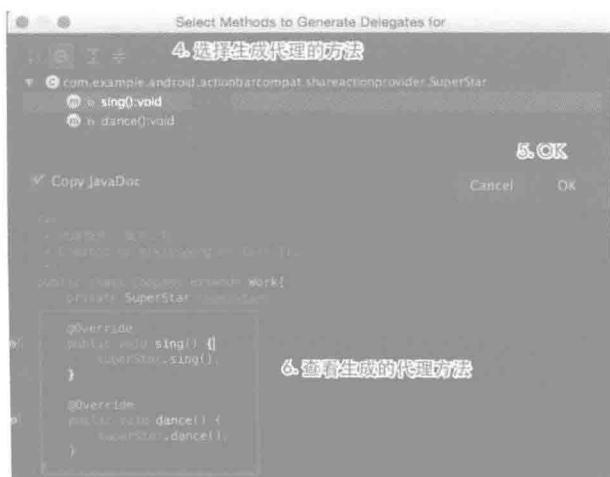 Select Methods to Generate Delegates for
4. 选择生成代理的方法
com.example.android.actionbarcompat.shareactionprovider.SuperStar
sing():void
dance():void
5. OK
Copy JavaDoc
Cancel
OK
public class Company extends Work{
private SuperStar
@Override
public void sing() {
superStar.sing();
}
6. 查看生成的代理方法
@Override
public void dance() {
superStar.dance();
}